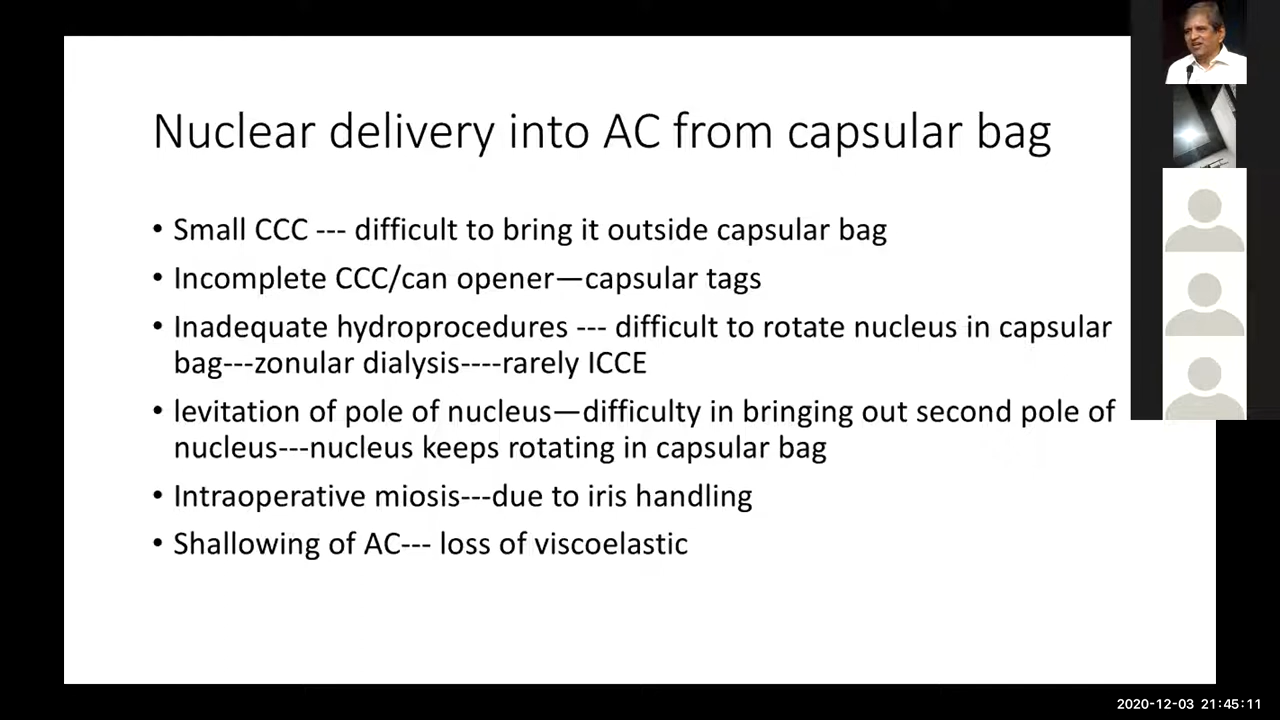 Nuclear delivery into AC from capsular bag
• Small CCC --- difficult to bring it outside capsular bag
• Incomplete CCC/can opener—capsular tags
• Inadequate hydroprocedures --- difficult to rotate nucleus in capsular
bag---zonular dialysis----rarely ICCE
• levitation of pole of nucleus—difficulty in bringing out second pole of
nucleus---nucleus keeps rotating in capsular bag
• Intraoperative miosis---due to iris handling
• Shallowing of AC--- loss of viscoelastic
2020-12-03 21:45:11